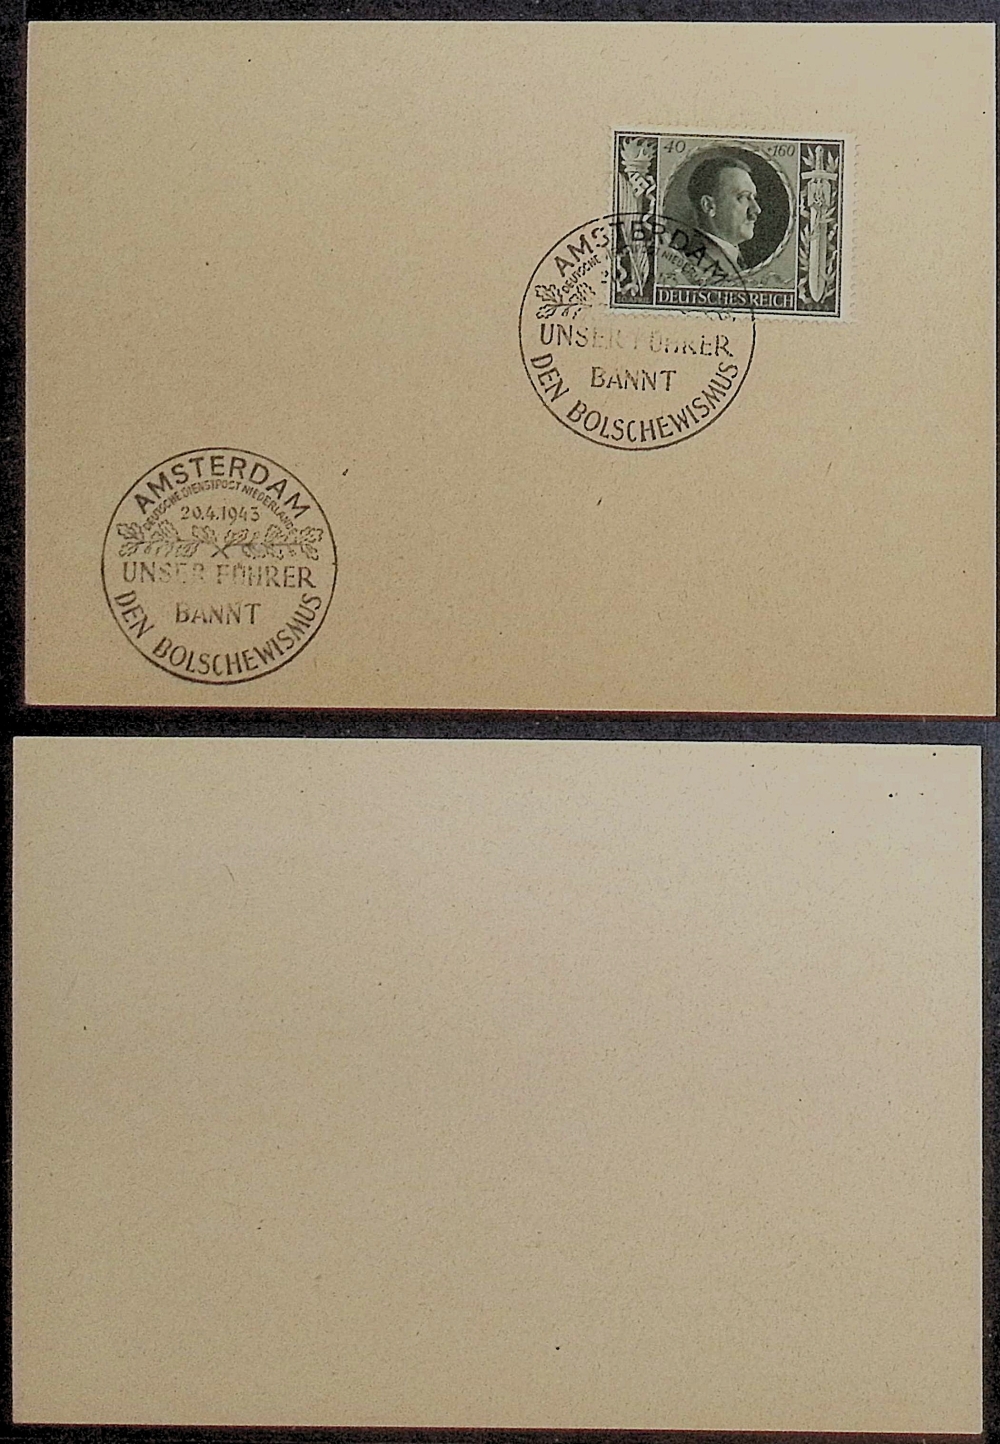 40 +160
DEUTSCHES REICH
AMSTERDAM
DEUTSCHE
UNSER FÜHRER
BANNT
DEN BOLSCHEWISMUS
AMSTERDAM
DEUTSCHE DIENSTPOST NIEDERLANDE
20.4.1943
UNSER FÜHRER
BANNT
DEN BOLSCHEWISMUS